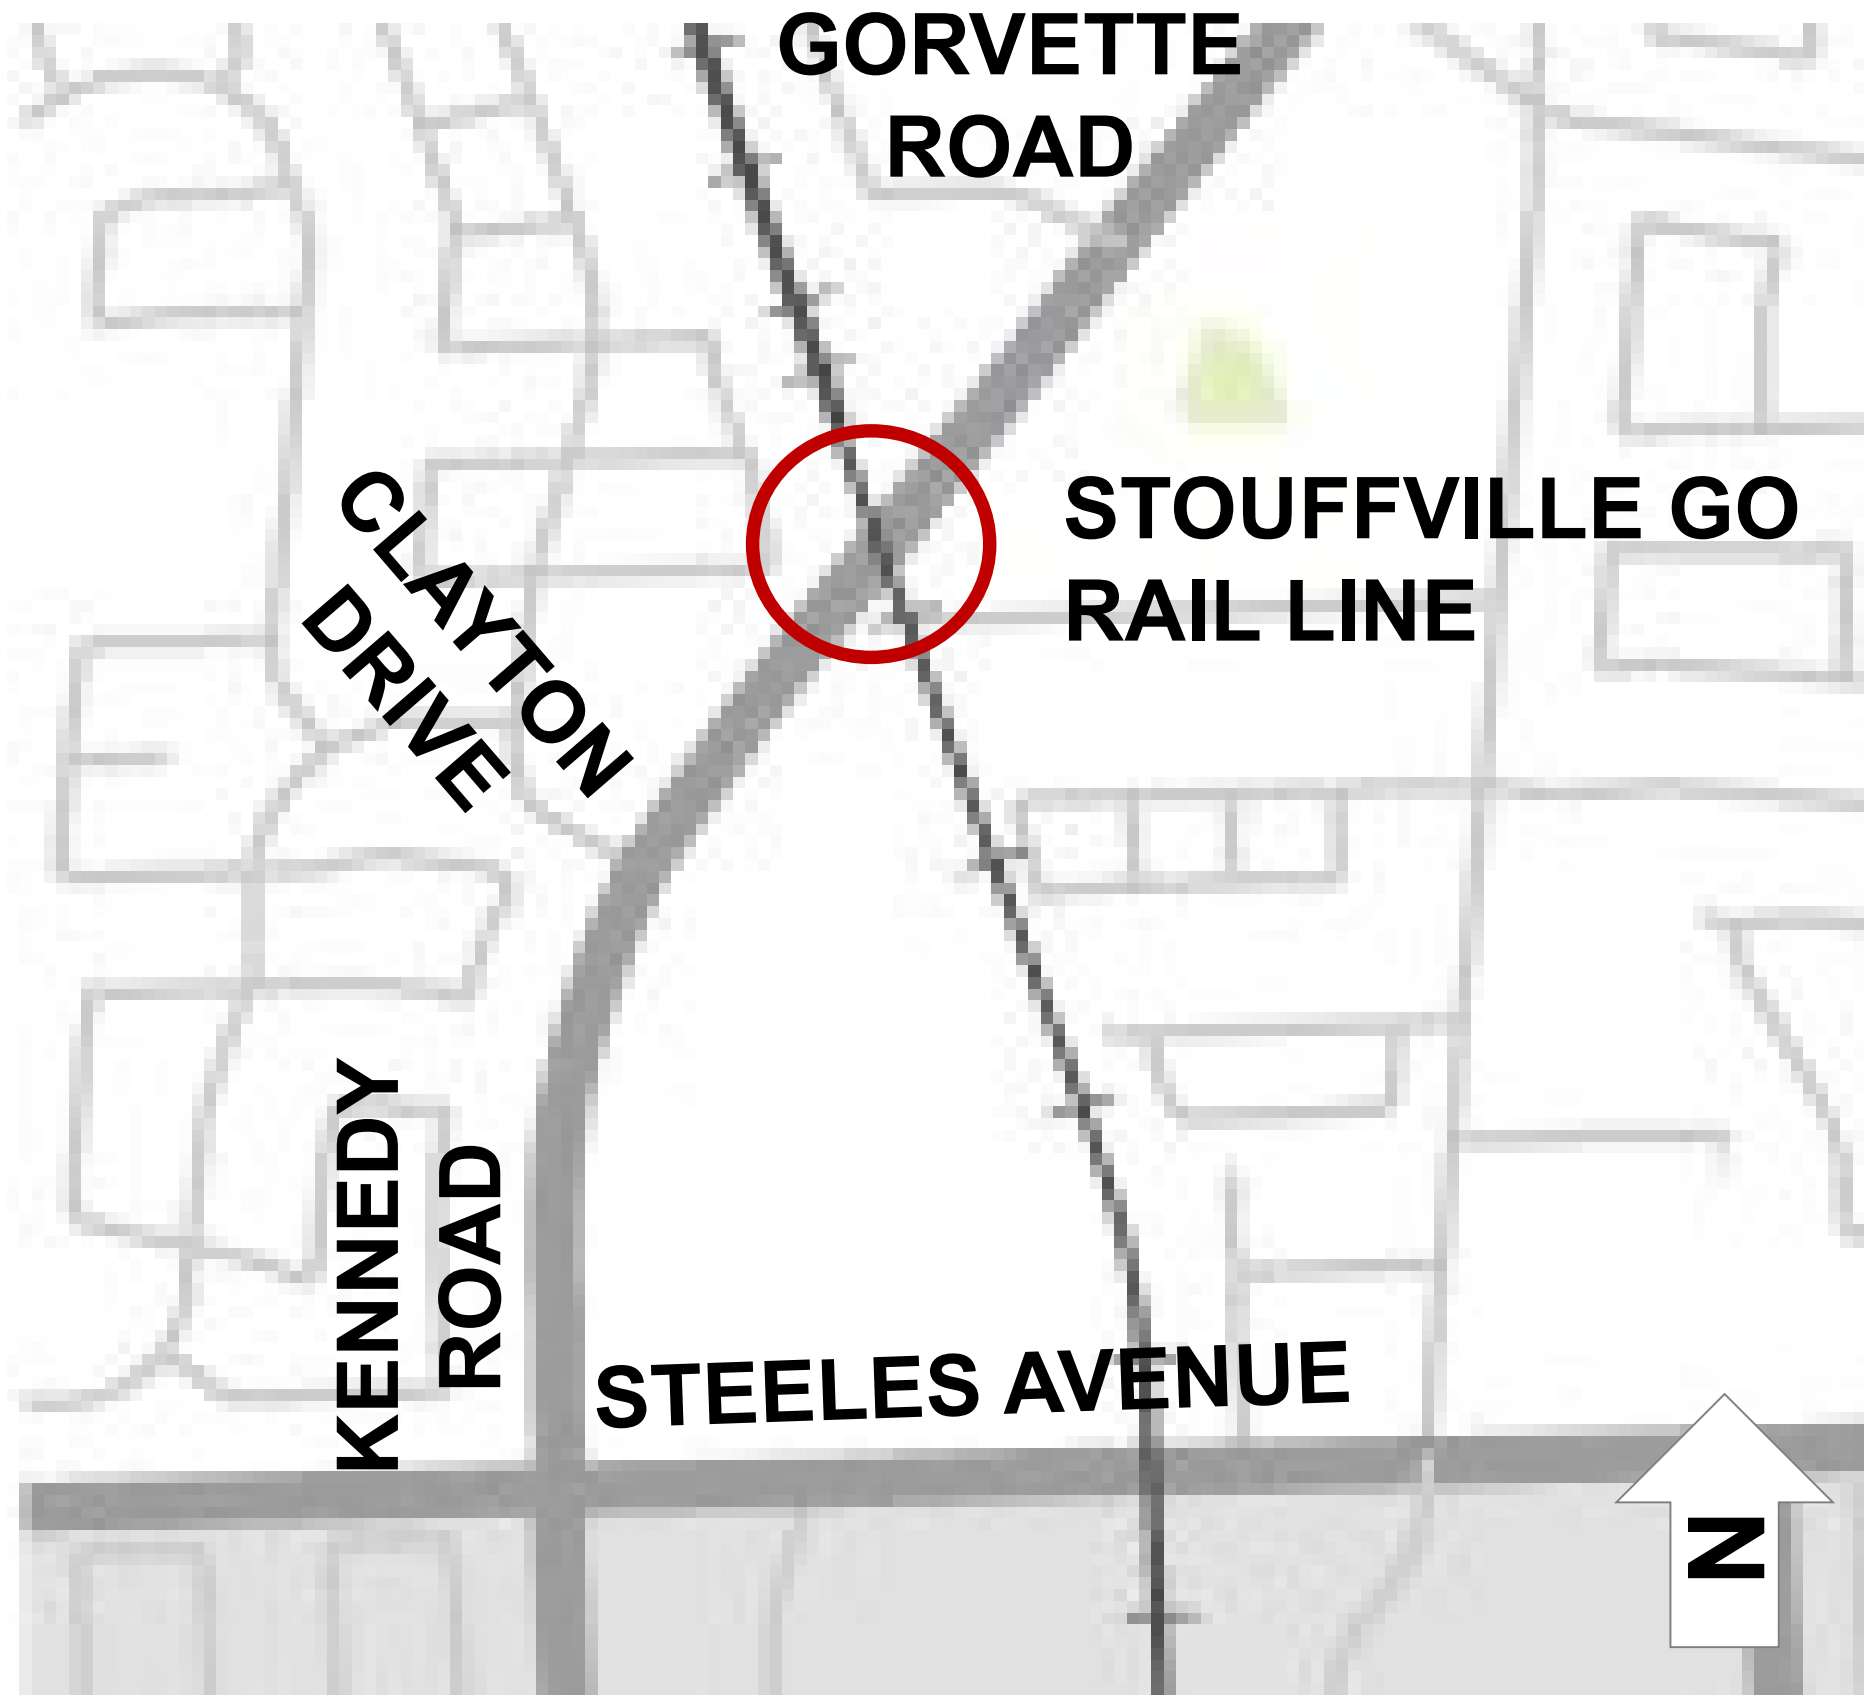 GORVETTE
ROAD
STOUFFVILLE GO
RAIL LINE
CLAYTON
DRIVE
KENNEDY
ROAD
STEELES AVENUE
N